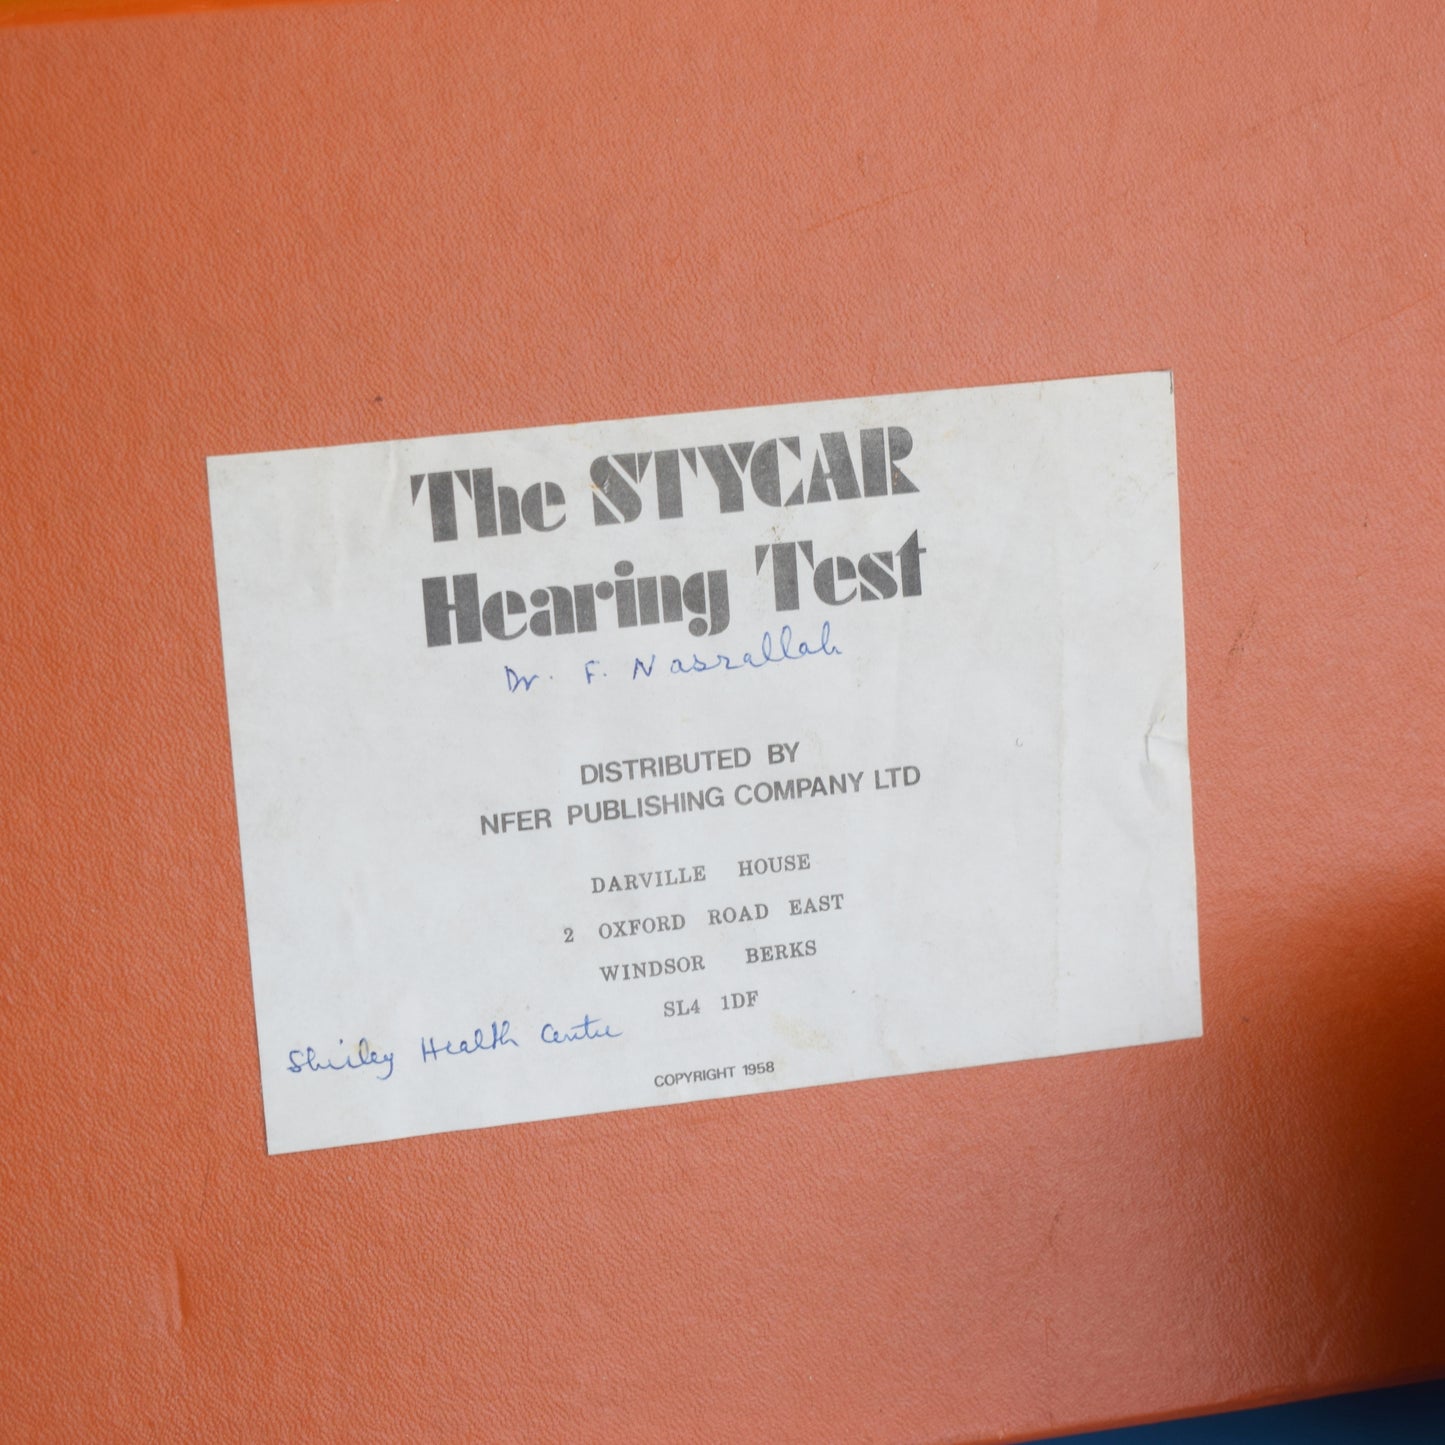 The STYCAR
Hearing Test
Dr. F. Nasrallah
DISTRIBUTED BY
NFER PUBLISHING COMPANY LTD
DARVILLE HOUSE
2 OXFORD ROAD EAST
WINDSOR BERKS
SL4 1DF
Shirley Health Centre
COPYRIGHT 1958